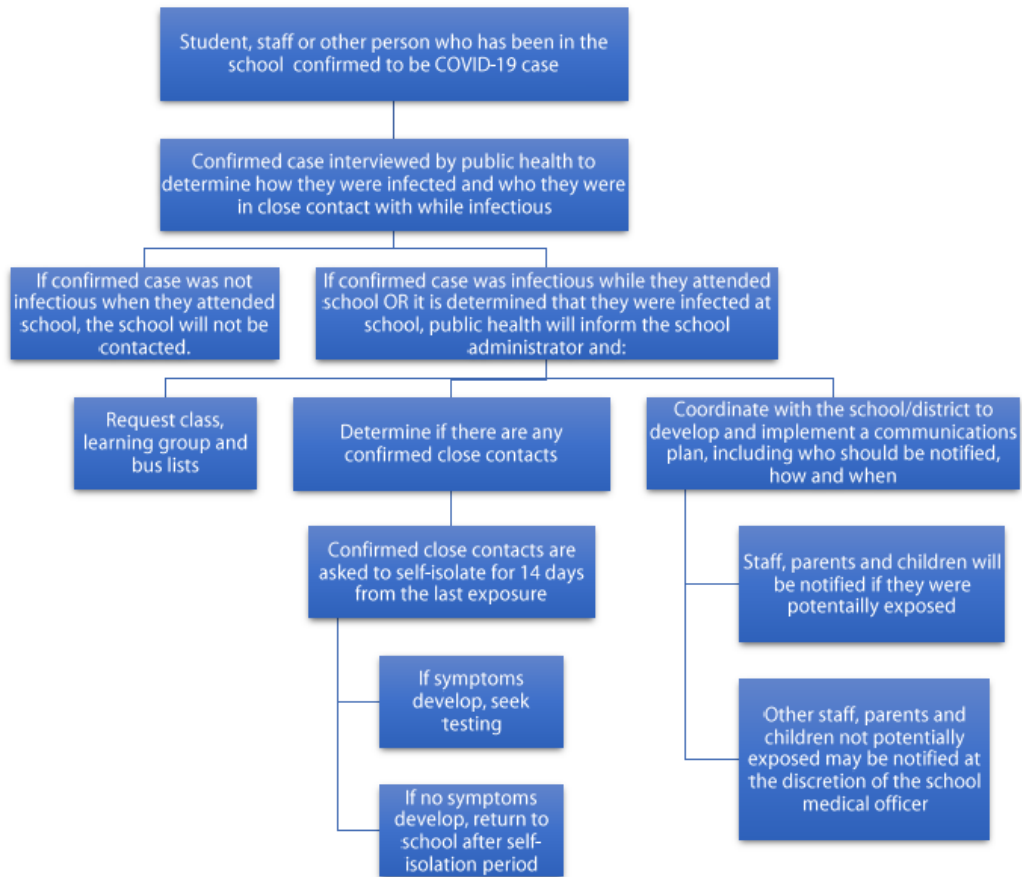 Student, staff or other person who has been in the
school confirmed to be COVID-19 case
Confirmed case interviewed by public health to
determine how they were infected and who they were
in close contact with while infectious
If confirmed case was not
infectious when they attended
school, the school will not be
contacted.
If confirmed case was infectious while they attended
school OR it is determined that they were infected at
school, public health will inform the school
administrator and:
Request class,
learning group and
bus lists
Determine if there are any
confirmed close contacts
Confirmed close contacts are
asked to self-isolate for 14 days
from the last exposure
If symptoms
develop, seek
testing
If no symptoms
develop, return to
school after self-
isolation period
Coordinate with the school/district to
develop and implement a communications
plan, including who should be notified,
how and when
Staff, parents and children will
be notified if they were
potentailly exposed
Other staff, parents and
children not potentially
exposed may be notified at
the discretion of the school
medical officer